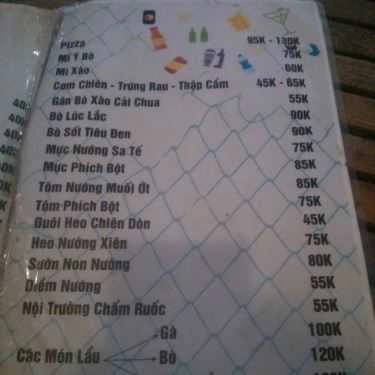 Pizza 95K - 130K
Mì Ý Bò 75K
Mì Xào 60K
Cơm Chiên - Trứng Rau - Thập Cẩm 45K - 65K
Gân Bò Xào Cải Chua 55K
Bò Lúc Lắc 90K
Bò Sốt Tiêu Đen 90K
Mực Nướng Sa Tế 75K
Mực Phích Bột 85K
Tôm Nướng Muối Ớt 85K
Tôm Phích Bột 75K
Đuôi Heo Chiên Dòn 45K
Heo Nướng Xiên 75K
Sườn Non Nướng 80K
Diềm Nướng 55K
Nội Trường Chấm Ruốc 55K
Gà 100K
Các Món Lẩu Bò 120K